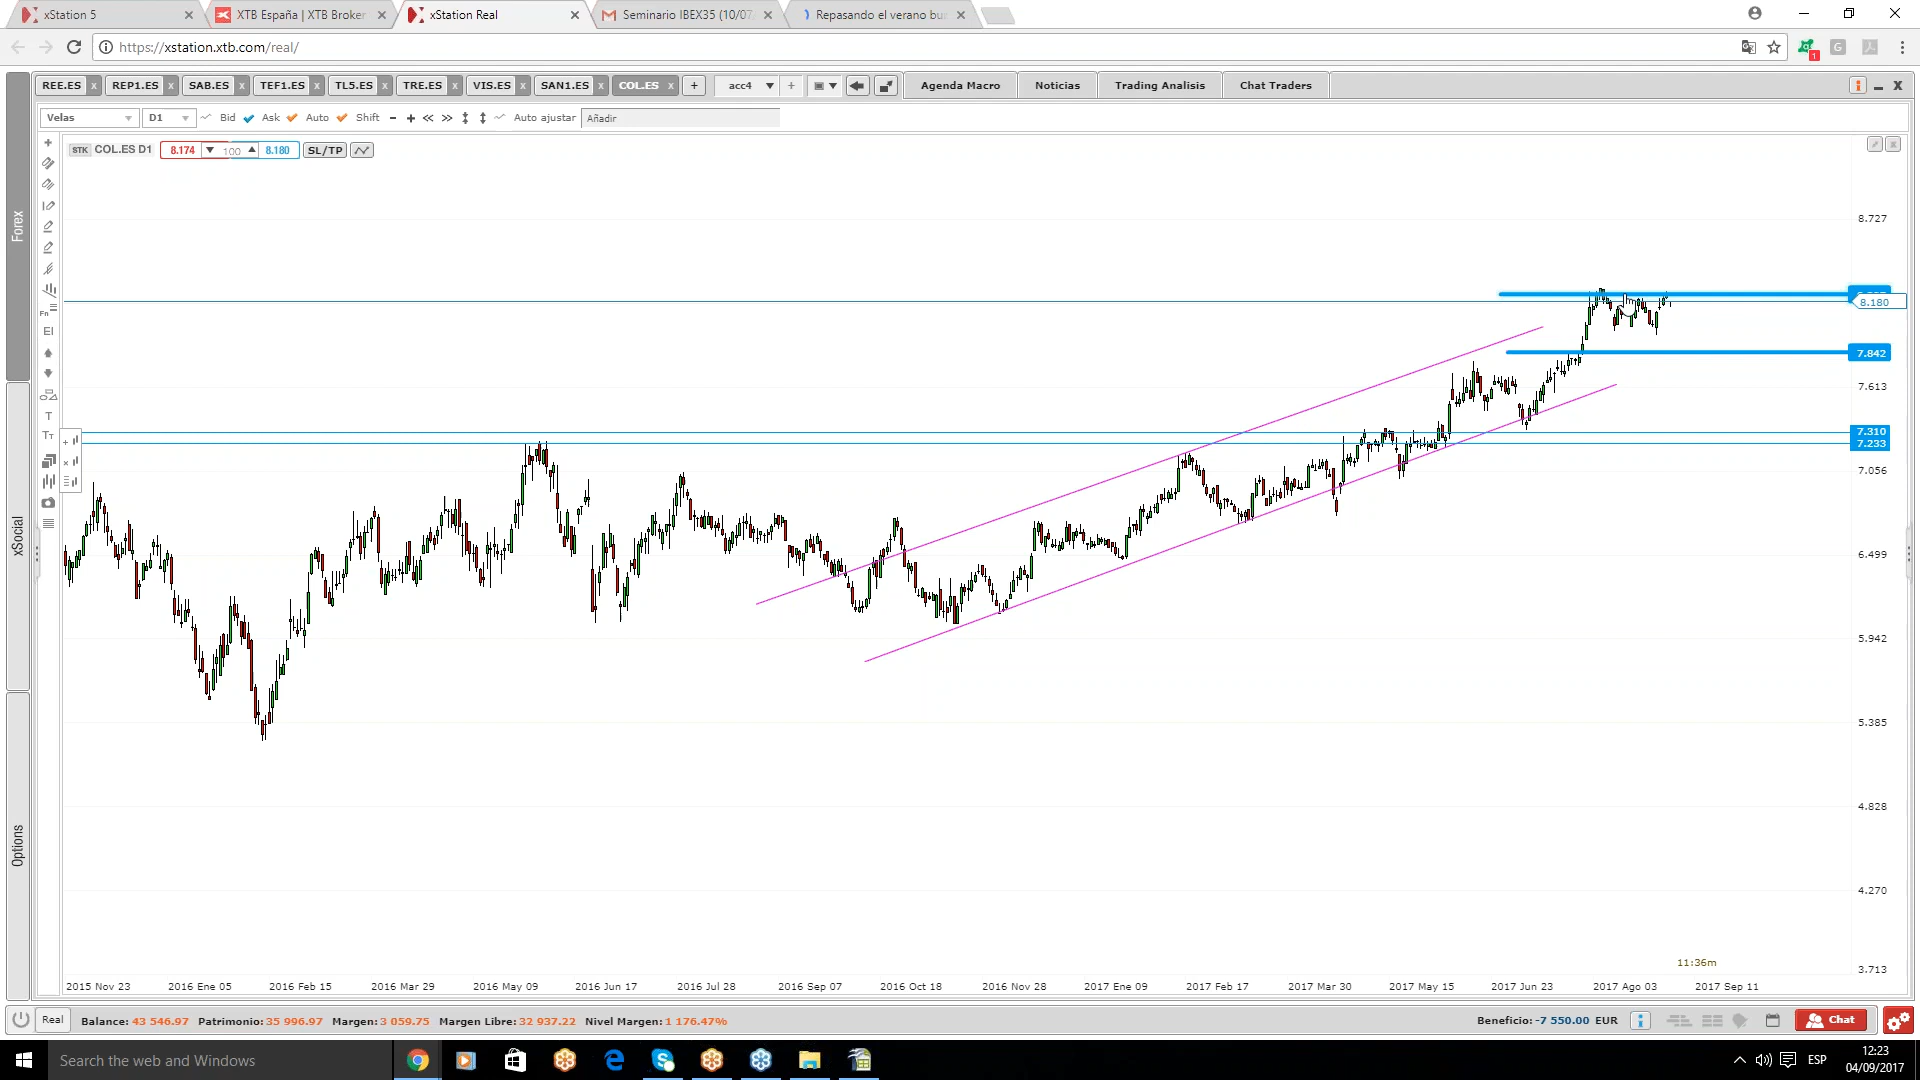 xStation 5
XTB España | XTB Broker
xStation Real
Seminario IBEX35 (10/07
Repasando el verano bu
https://xstation.xtb.com/real/
REE.ES x REP1.ES x SAB.ES x TEF1.ES x TL5.ES x TRE.ES x VIS.ES x SAN1.ES x COL.ES x + acc4 + Agenda Macro Noticias Trading Analisis Chat Traders
Velas D1 Bid Ask Auto Shift Auto ajustar Añadir
STK COL.ES D1 8.174 100 8.180 SL/TP
Forex
xSocial
Options
Fn
EI
T
TT
8.727
8.180
7.842
7.613
7.310
7.233
7.056
6.499
5.942
5.385
4.828
4.270
3.713
11:36m
2015 Nov 23 2016 Ene 05 2016 Feb 15 2016 Mar 29 2016 May 09 2016 Jun 17 2016 Jul 28 2016 Sep 07 2016 Oct 18 2016 Nov 28 2017 Ene 09 2017 Feb 17 2017 Mar 30 2017 May 15 2017 Jun 23 2017 Ago 03 2017 Sep 11
Real Balance: 43 546.97 Patrimonio: 35 996.97 Margen: 3 059.75 Margen Libre: 32 937.22 Nivel Margen: 1 176.47% Beneficio: -7 550.00 EUR Chat
Search the web and Windows
ESP
12:23
04/09/2017